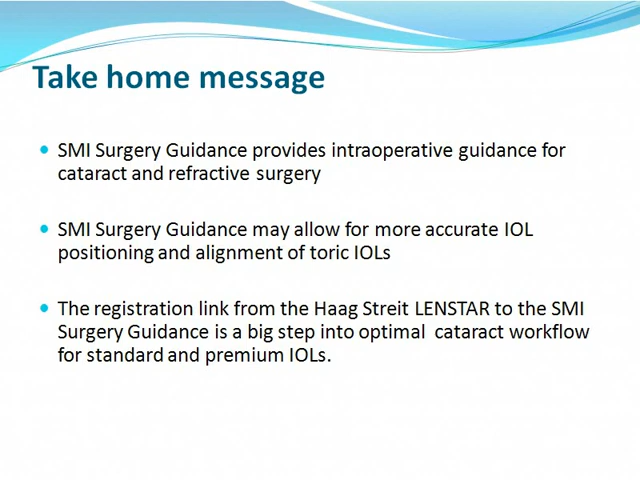 Take home message
SMI Surgery Guidance provides intraoperative guidance for
cataract and refractive surgery
SMI Surgery Guidance may allow for more accurate IOL
positioning and alignment of toric IOLs
The registration link from the Haag Streit LENSTAR to the SMI
Surgery Guidance is a big step into optimal cataract workflow
for standard and premium IOLs.